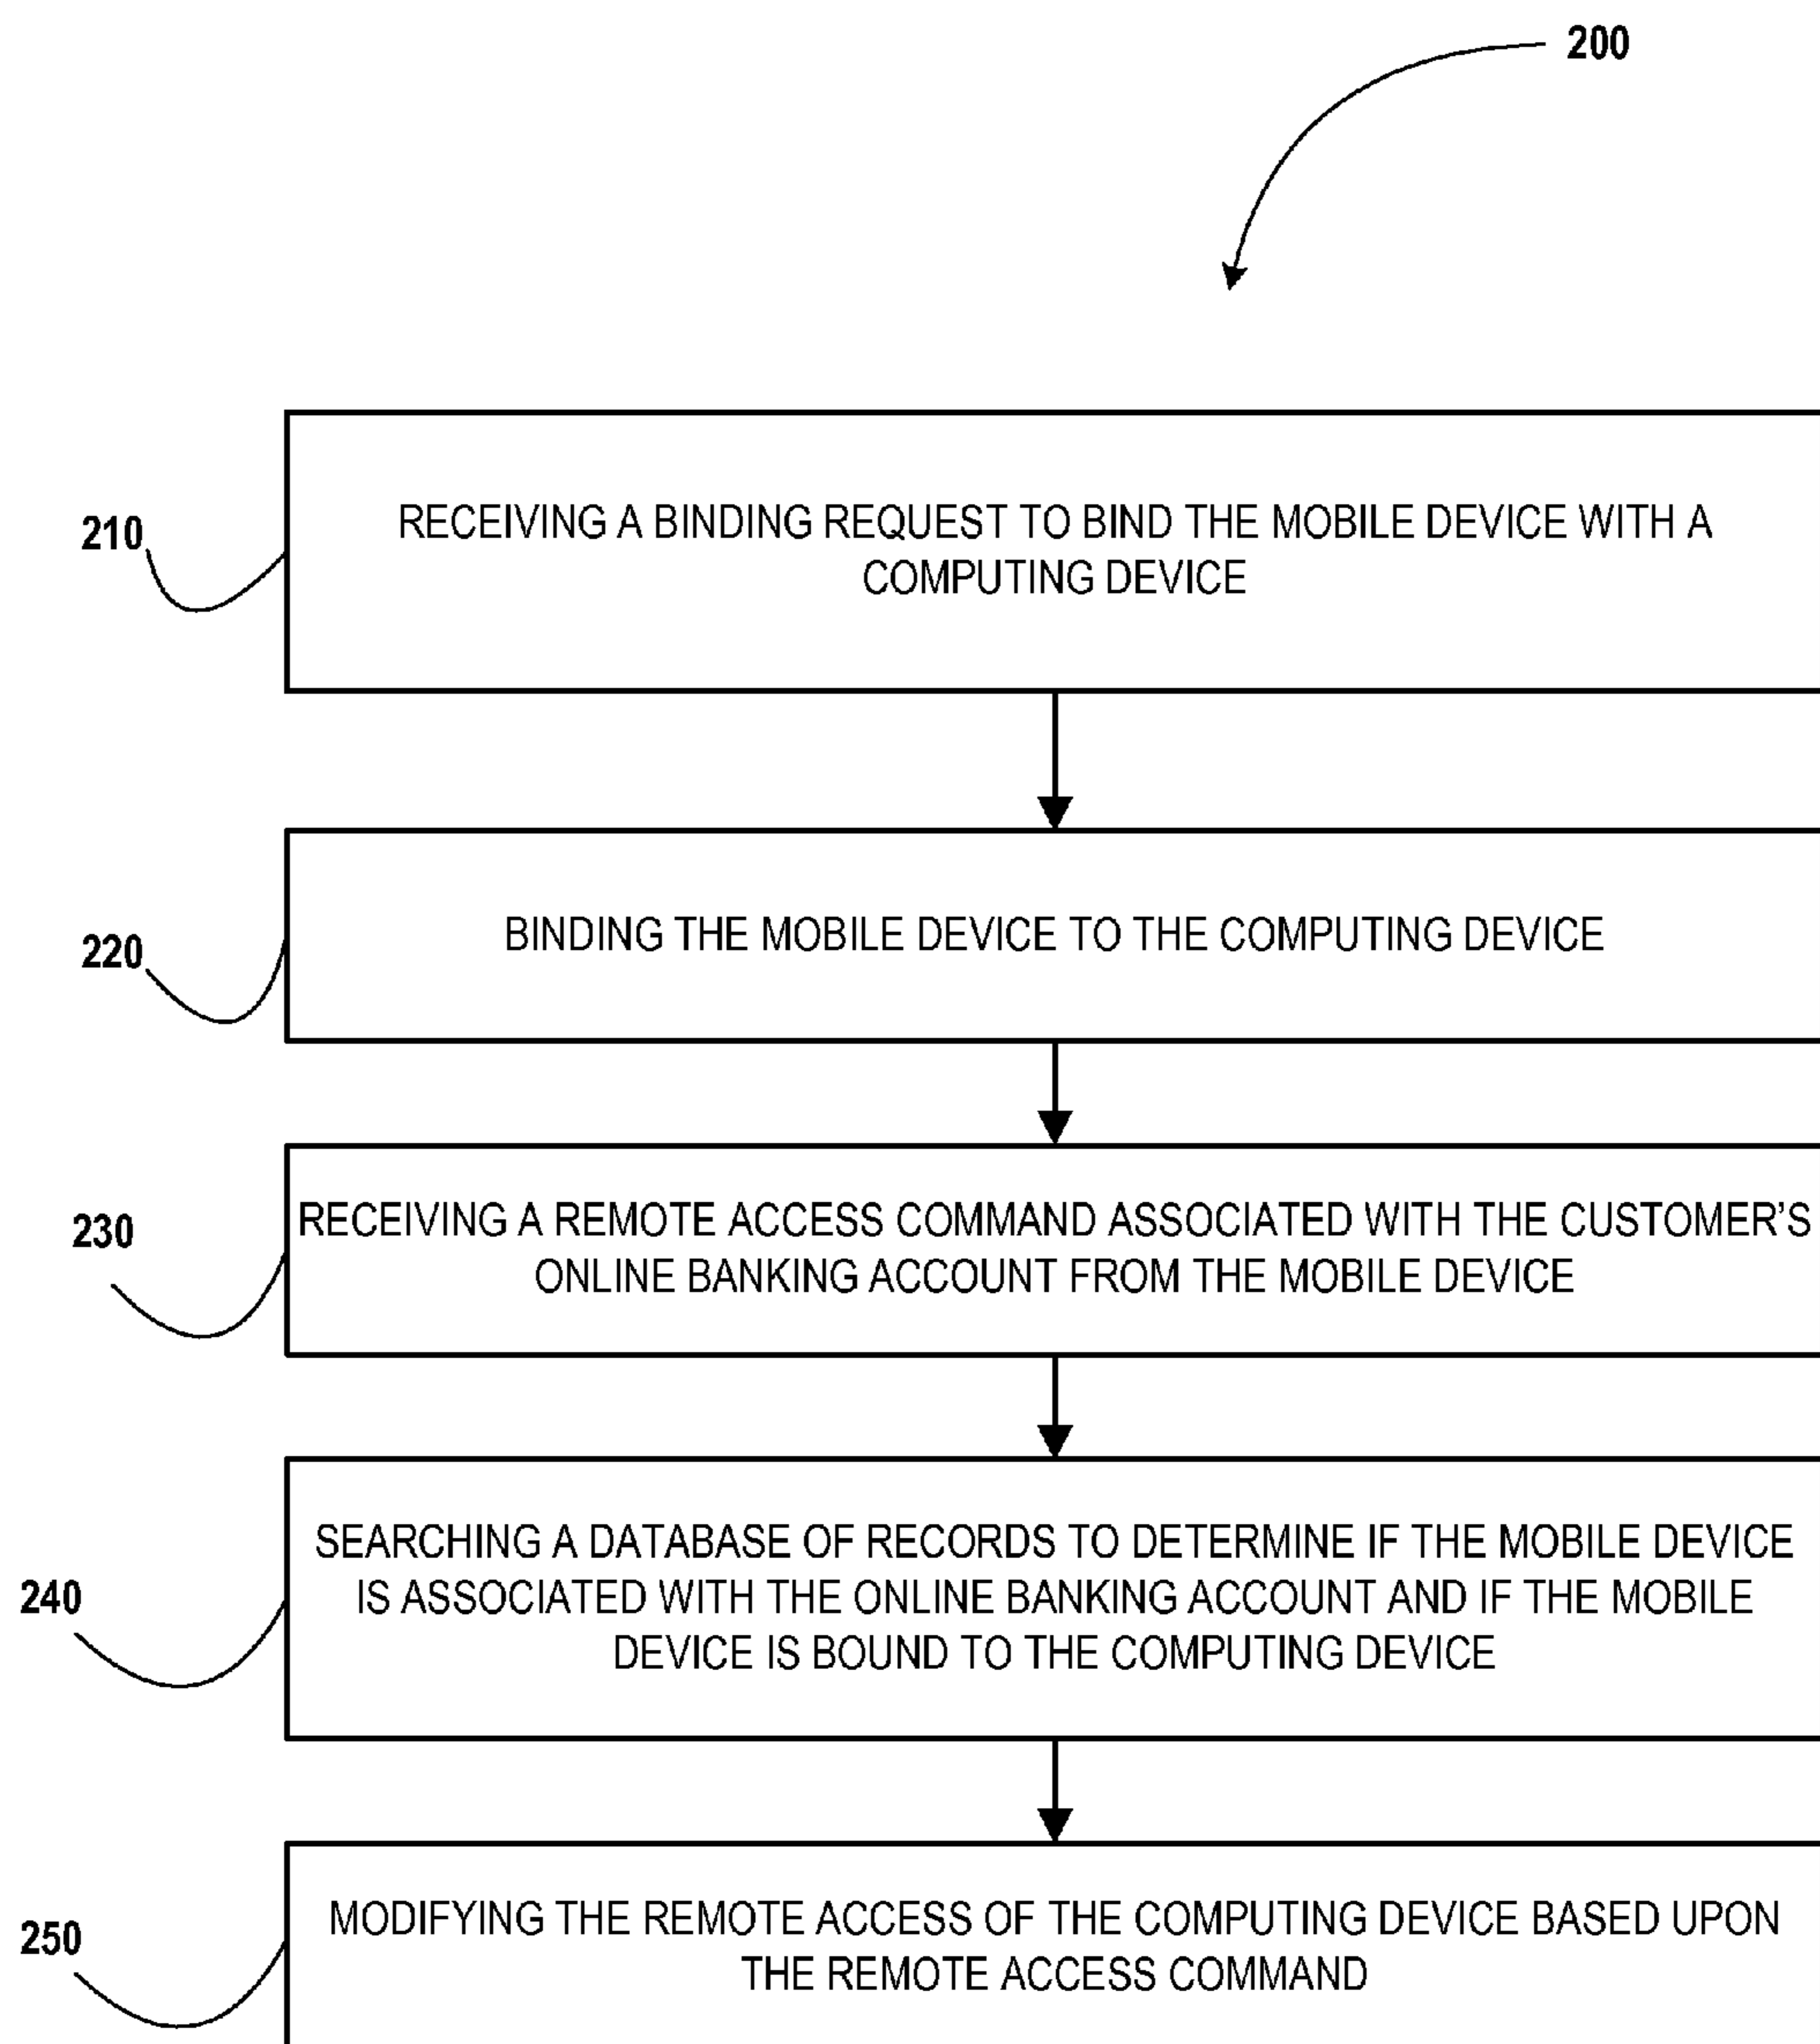 200
210
RECEIVING A BINDING REQUEST TO BIND THE MOBILE DEVICE WITH A
COMPUTING DEVICE
220
BINDING THE MOBILE DEVICE TO THE COMPUTING DEVICE
230
RECEIVING A REMOTE ACCESS COMMAND ASSOCIATED WITH THE CUSTOMER'S
ONLINE BANKING ACCOUNT FROM THE MOBILE DEVICE
240
SEARCHING A DATABASE OF RECORDS TO DETERMINE IF THE MOBILE DEVICE
IS ASSOCIATED WITH THE ONLINE BANKING ACCOUNT AND IF THE MOBILE
DEVICE IS BOUND TO THE COMPUTING DEVICE
250
MODIFYING THE REMOTE ACCESS OF THE COMPUTING DEVICE BASED UPON
THE REMOTE ACCESS COMMAND